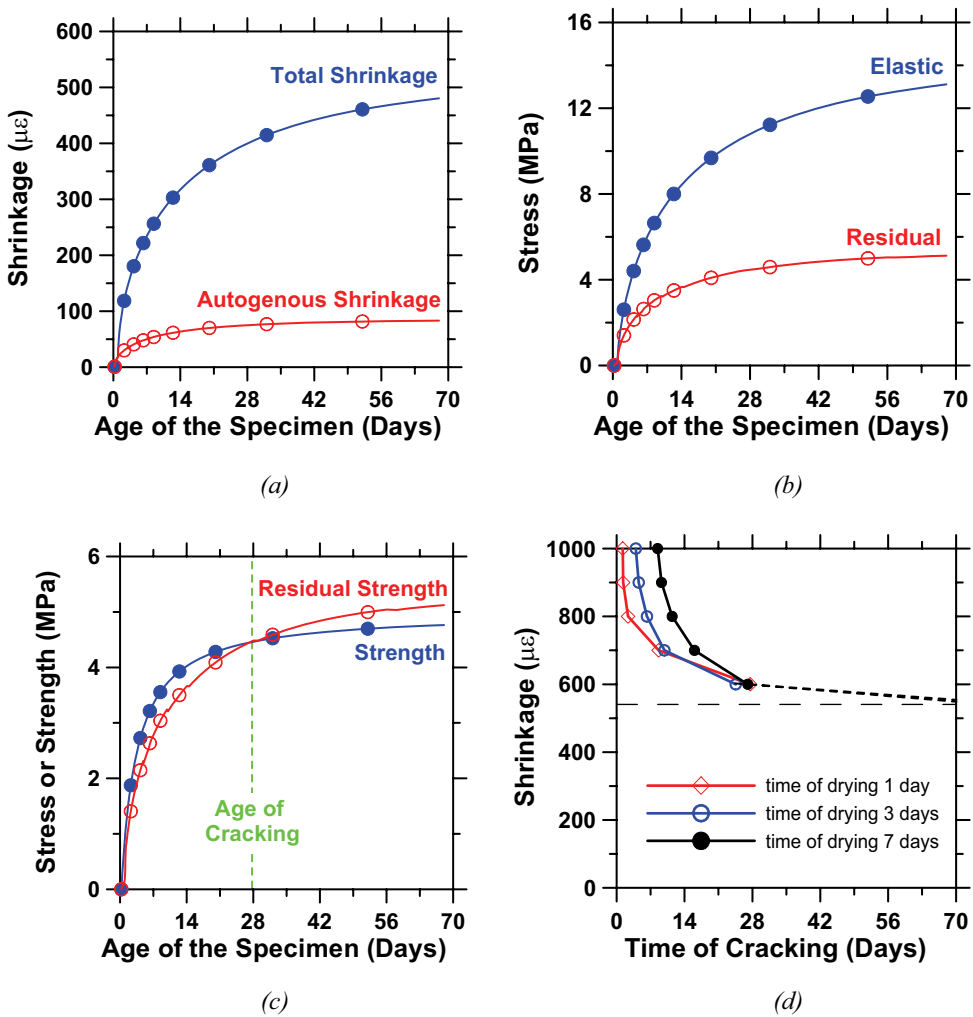 600
500
400
300
200
100
0
Shrinkage (με)
Total Shrinkage
Autogenous Shrinkage
0 14 28 42 56 70
Age of the Specimen (Days)
(a)
16
12
8
4
0
Stress (MPa)
Elastic
Residual
0 14 28 42 56 70
Age of the Specimen (Days)
(b)
6
4
2
0
Stress or Strength (MPa)
Residual Strength
Strength
Age of
Cracking
0 14 28 42 56 70
Age of the Specimen (Days)
(c)
1000
800
600
400
200
0
Shrinkage (με)
time of drying 1 day
time of drying 3 days
time of drying 7 days
0 14 28 42 56 70
Time of Cracking (Days)
(d)